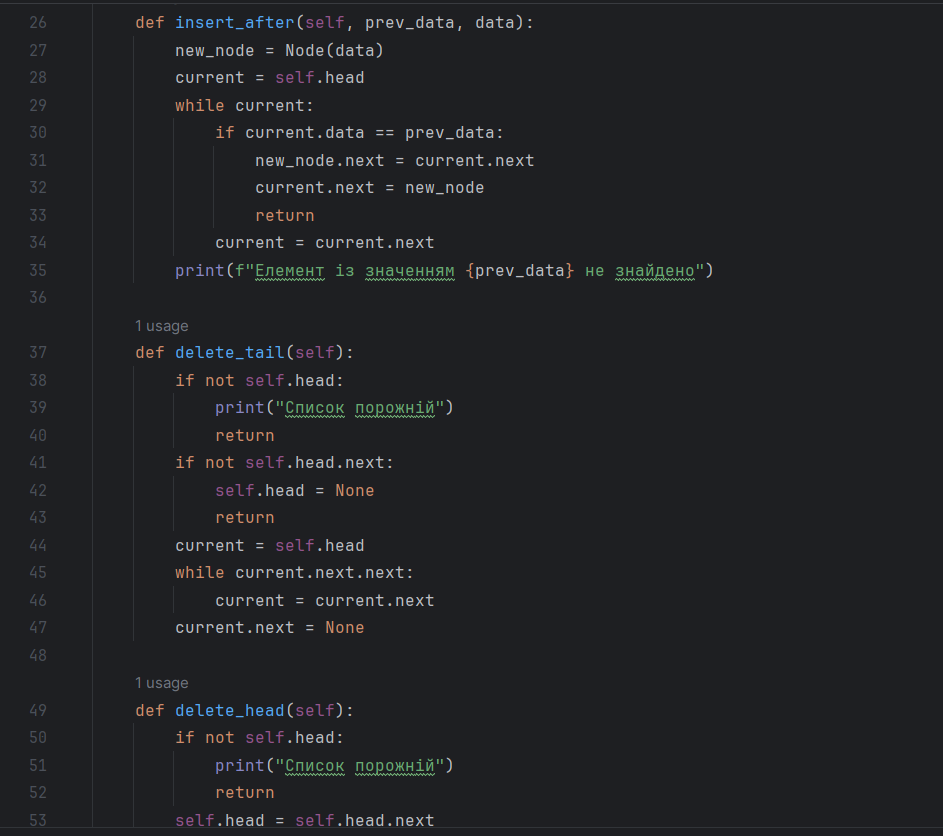 26 def insert_after(self, prev_data, data):
27 new_node = Node(data)
28 current = self.head
29 while current:
30 if current.data == prev_data:
31 new_node.next = current.next
32 current.next = new_node
33 return
34 current = current.next
35 print(f"Елемент із значенням {prev_data} не знайдено")
36
1 usage
37 def delete_tail(self):
38 if not self.head:
39 print("Список порожній")
40 return
41 if not self.head.next:
42 self.head = None
43 return
44 current = self.head
45 while current.next.next:
46 current = current.next
47 current.next = None
48
1 usage
49 def delete_head(self):
50 if not self.head:
51 print("Список порожній")
52 return
53 self.head = self.head.next